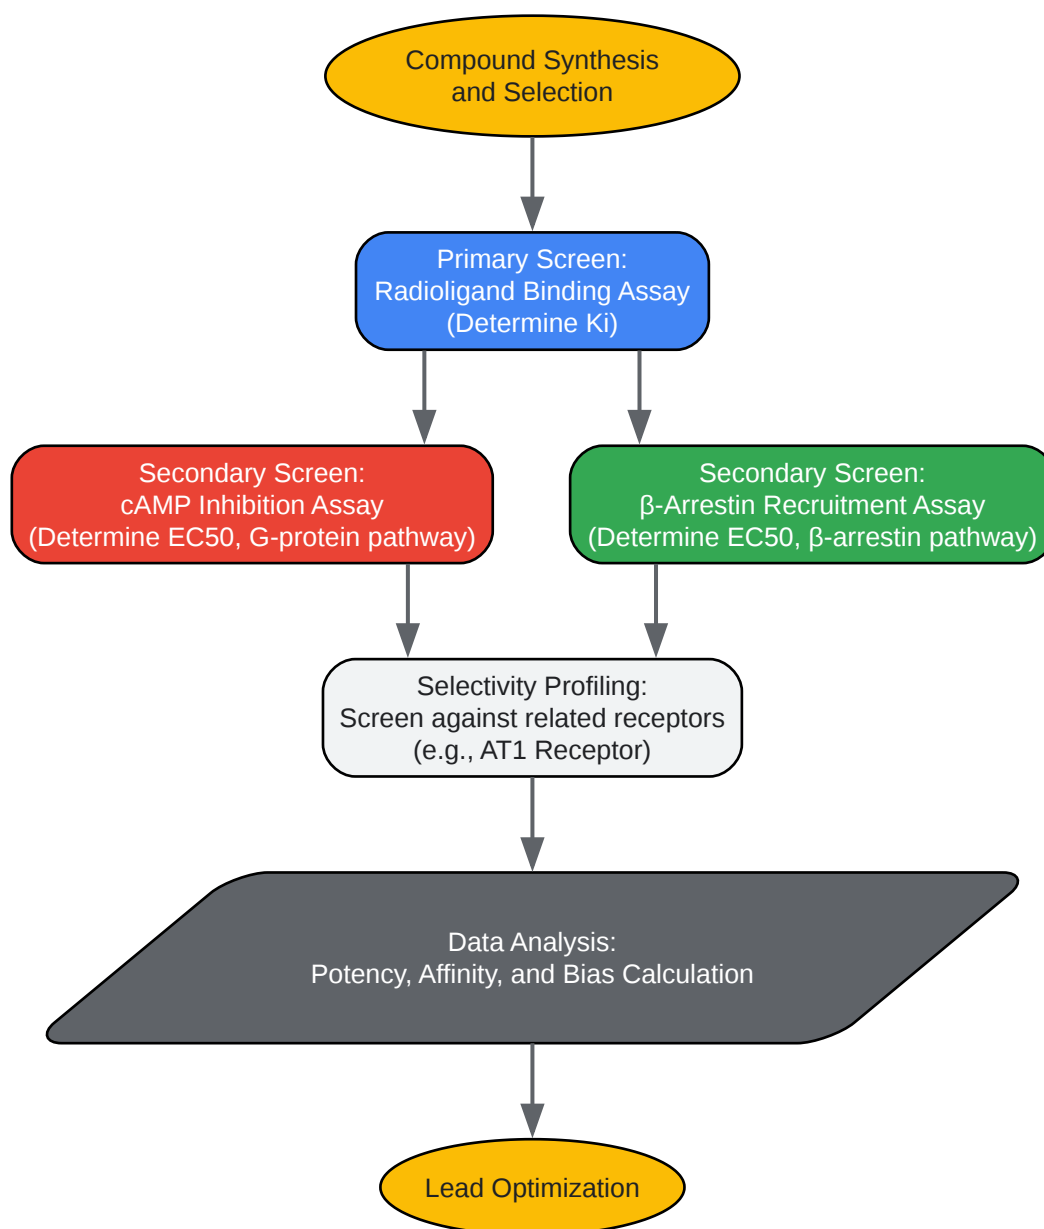 Compound Synthesis
and Selection
Primary Screen:
Radioligand Binding Assay
(Determine Ki)
Secondary Screen:
cAMP Inhibition Assay
(Determine EC50, G-protein pathway)
Secondary Screen:
β-Arrestin Recruitment Assay
(Determine EC50, β-arrestin pathway)
Selectivity Profiling:
Screen against related receptors
(e.g., AT1 Receptor)
Data Analysis:
Potency, Affinity, and Bias Calculation
Lead Optimization